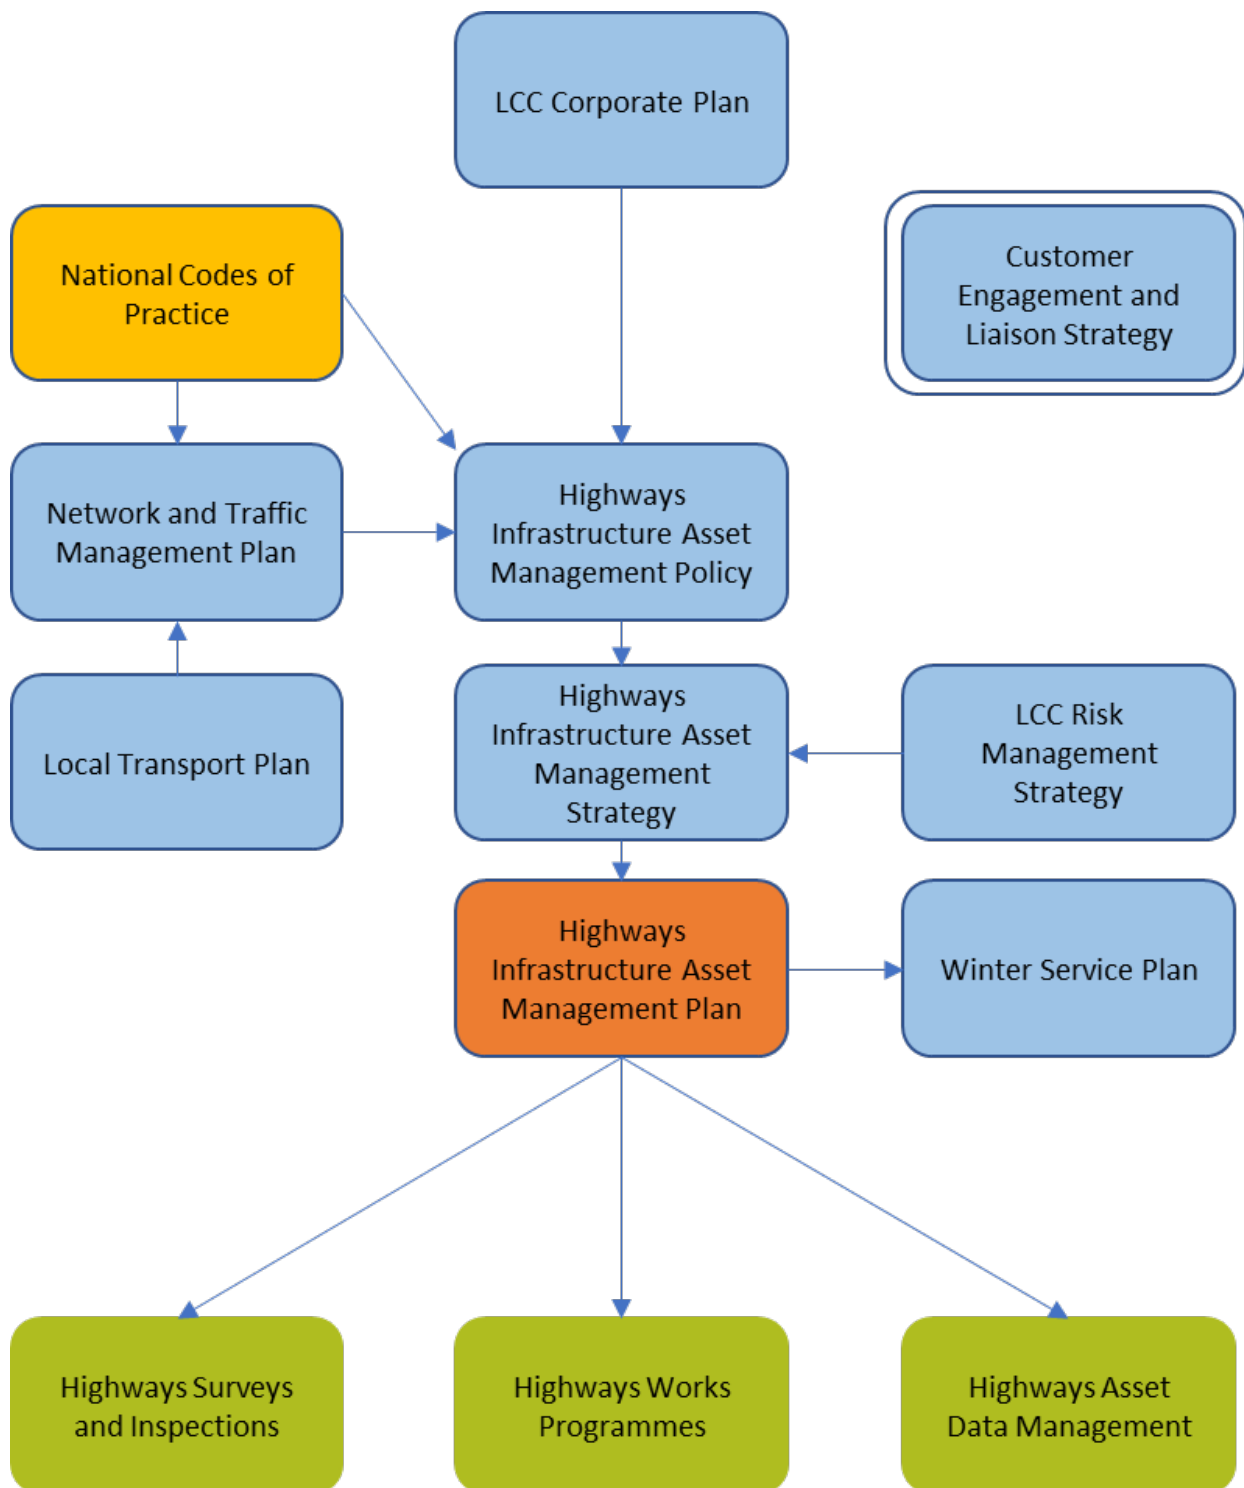 LCC Corporate Plan
National Codes of
Practice
Customer
Engagement and
Liaison Strategy
Network and Traffic
Management Plan
Highways
Infrastructure Asset
Management Policy
Local Transport Plan
Highways
Infrastructure Asset
Management
Strategy
LCC Risk
Management
Strategy
Highways
Infrastructure Asset
Management Plan
Winter Service Plan
Highways Surveys
and Inspections
Highways Works
Programmes
Highways Asset
Data Management